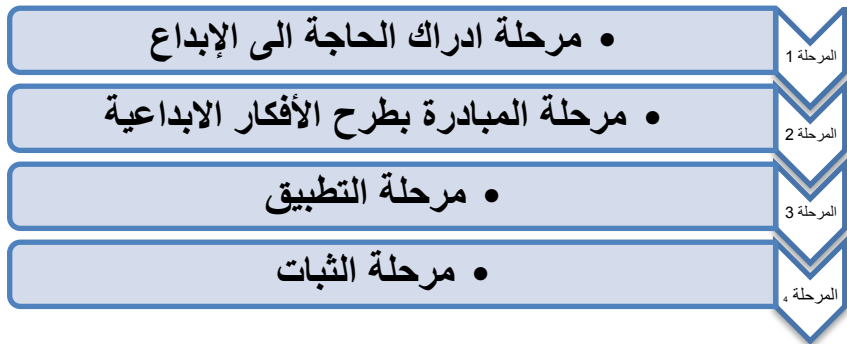 المرحلة 1
• مرحلة ادراك الحاجة الى الإبداع
المرحلة 2
• مرحلة المبادرة بطرح الأفكار الابداعية
المرحلة 3
• مرحلة التطبيق
المرحلة 4
• مرحلة الثبات